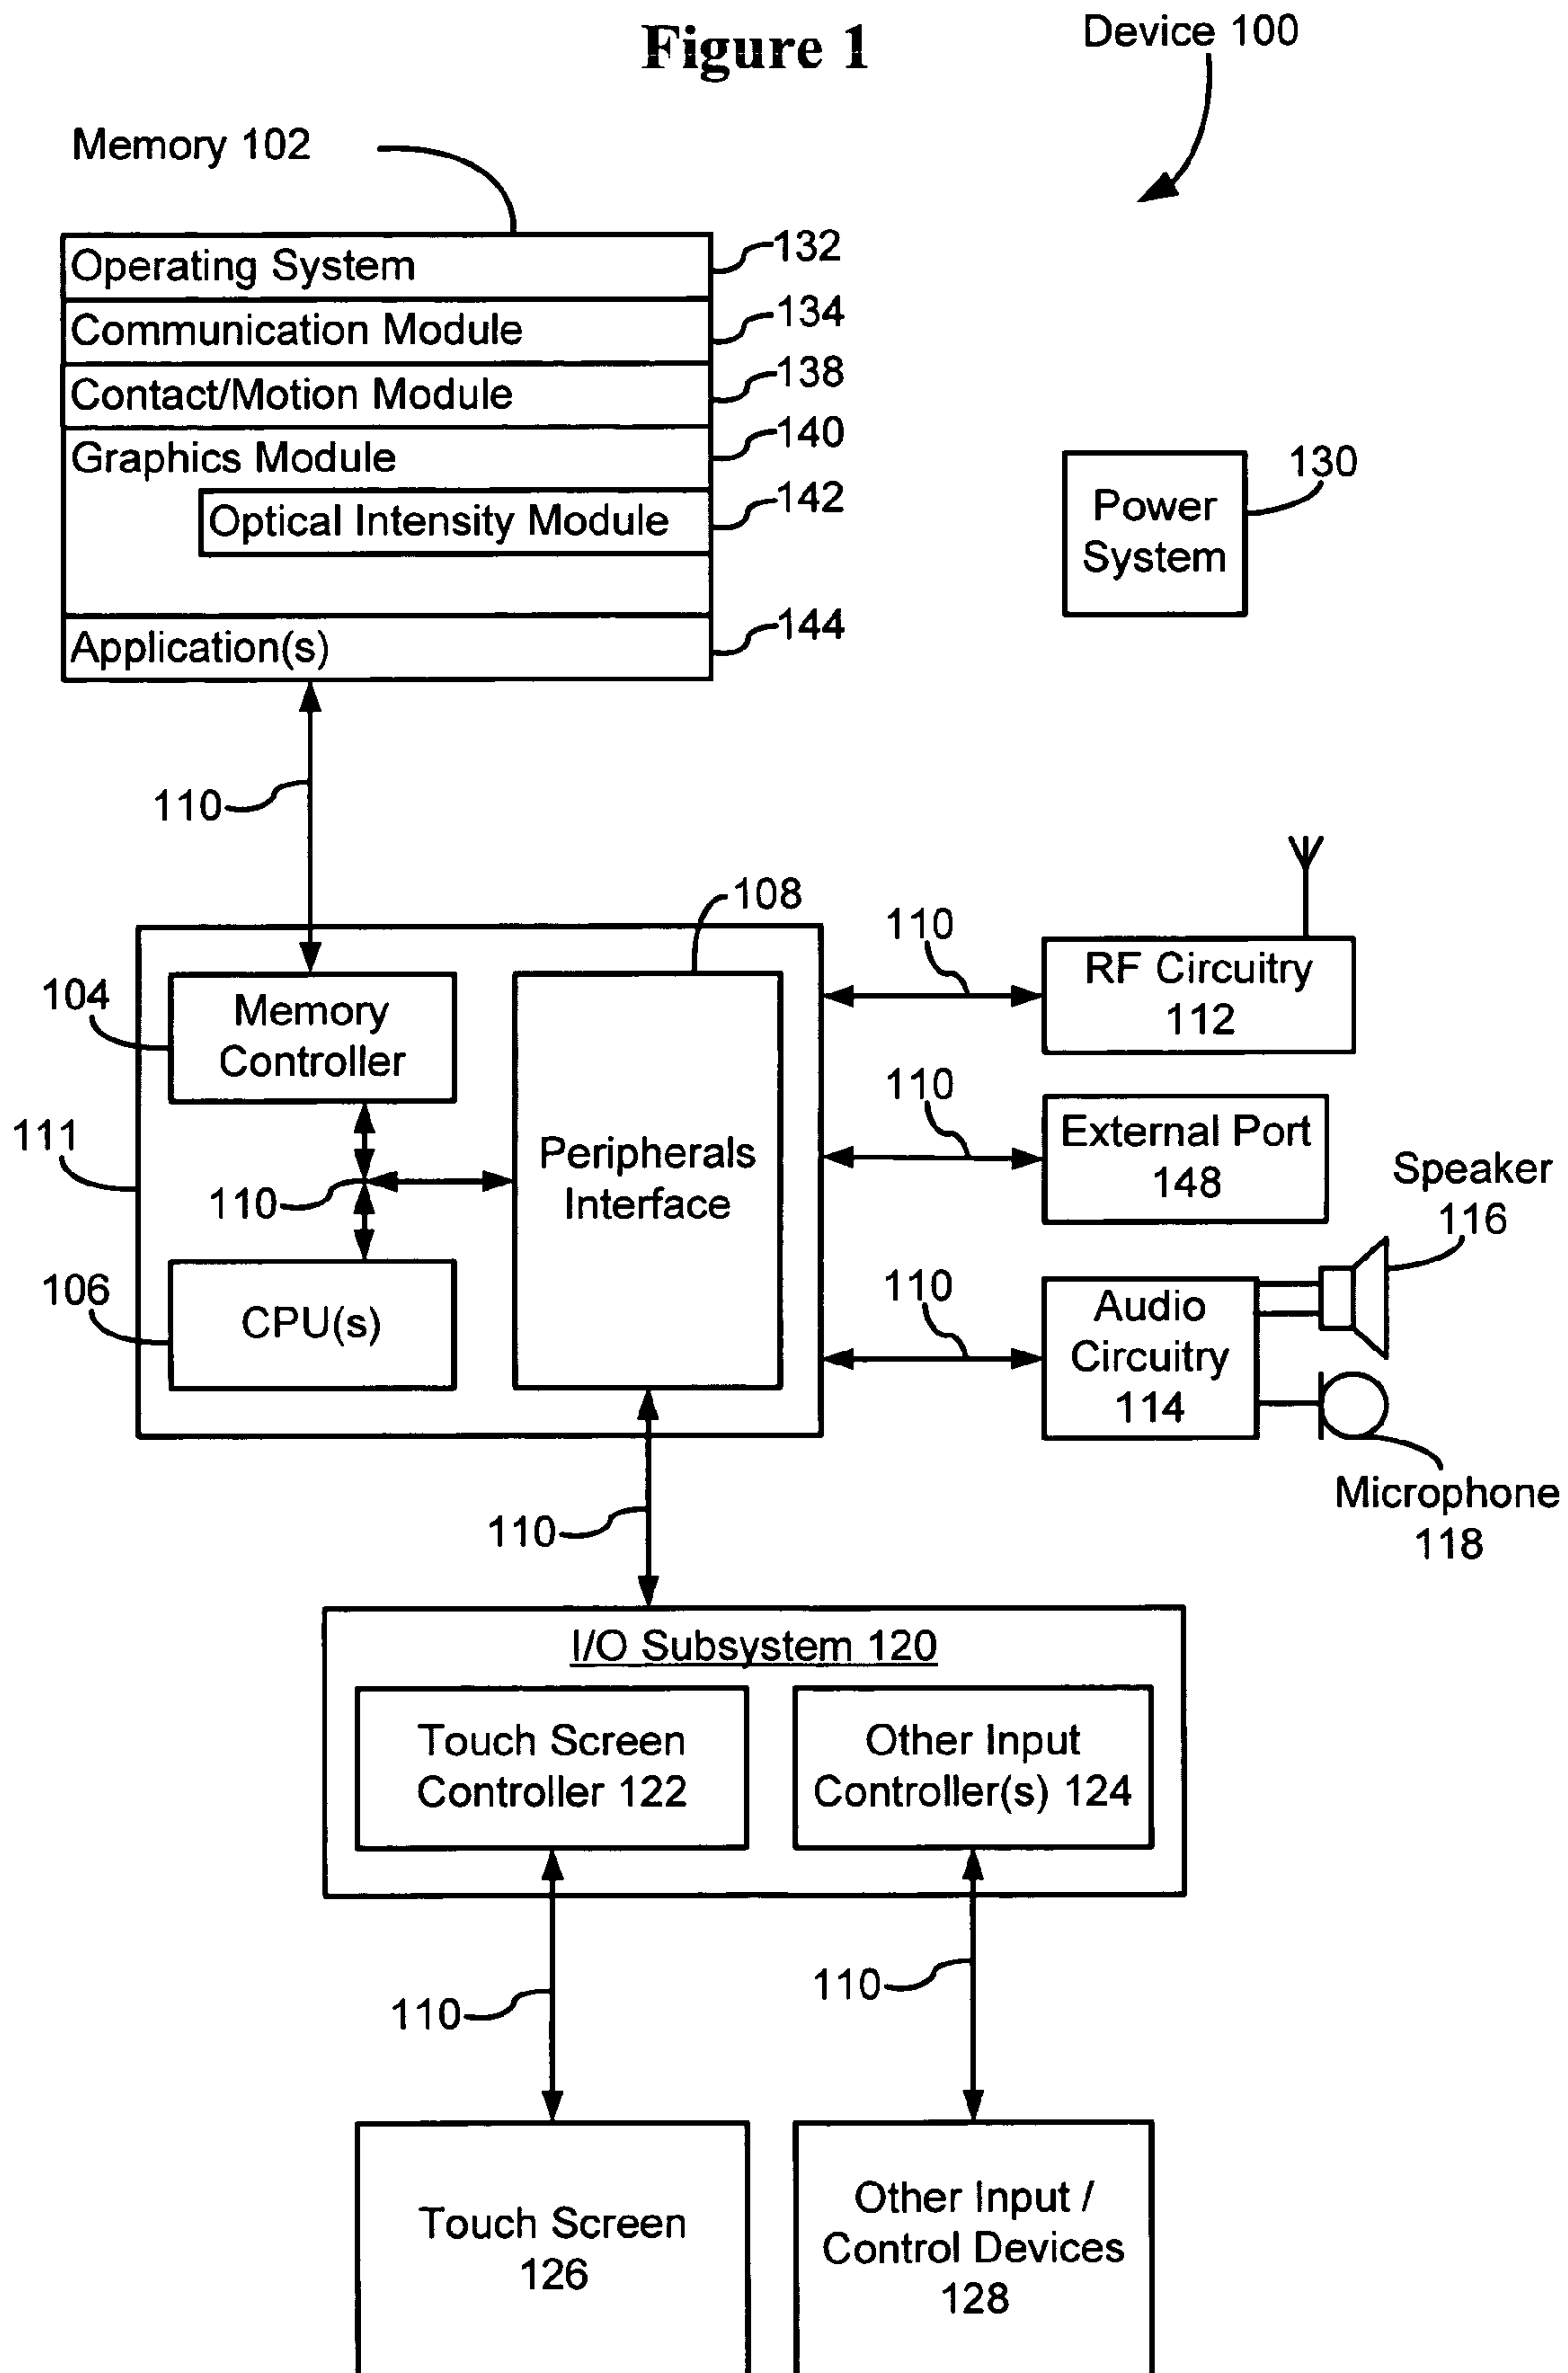 Figure 1
Device 100
Memory 102
Operating System
132
Communication Module
134
Contact/Motion Module
138
Graphics Module
140
Optical Intensity Module
142
Application(s)
144
Power
System
130
110
108
104
Memory
Controller
111
110
Peripherals
Interface
106
CPU(s)
110
RF Circuitry
112
110
External Port
148
Speaker
116
110
Audio
Circuitry
114
Microphone
118
110
I/O Subsystem 120
Touch Screen
Controller 122
Other Input
Controller(s) 124
110
110
Touch Screen
126
Other Input /
Control Devices
128